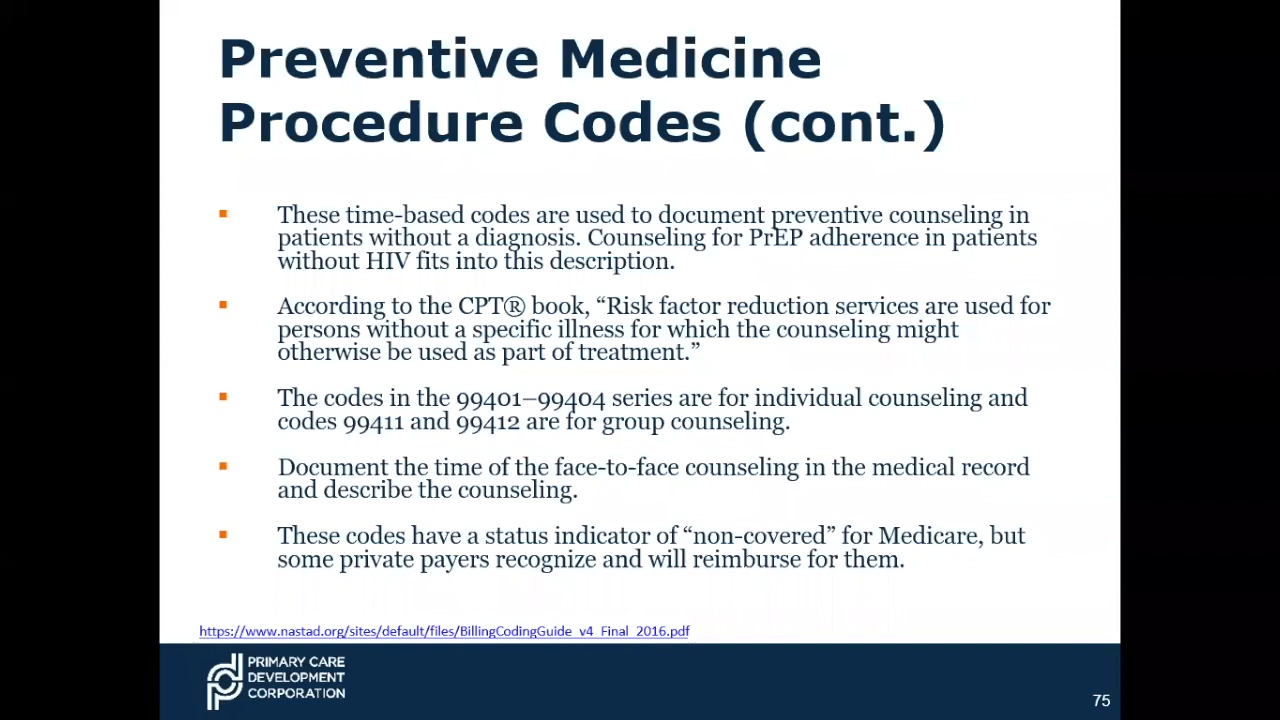 Preventive Medicine
Procedure Codes (cont.)
These time-based codes are used to document preventive counseling in
patients without a diagnosis. Counseling for PrEP adherence in patients
without HIV fits into this description.
According to the CPT® book, “Risk factor reduction services are used for
persons without a specific illness for which the counseling might
otherwise be used as part of treatment.”
The codes in the 99401–99404 series are for individual counseling and
codes 99411 and 99412 are for group counseling.
Document the time of the face-to-face counseling in the medical record
and describe the counseling.
These codes have a status indicator of “non-covered” for Medicare, but
some private payers recognize and will reimburse for them.
https://www.nastad.org/sites/default/files/BillingCodingGuide_v4_Final_2016.pdf
PRIMARY CARE
DEVELOPMENT
CORPORATION
75